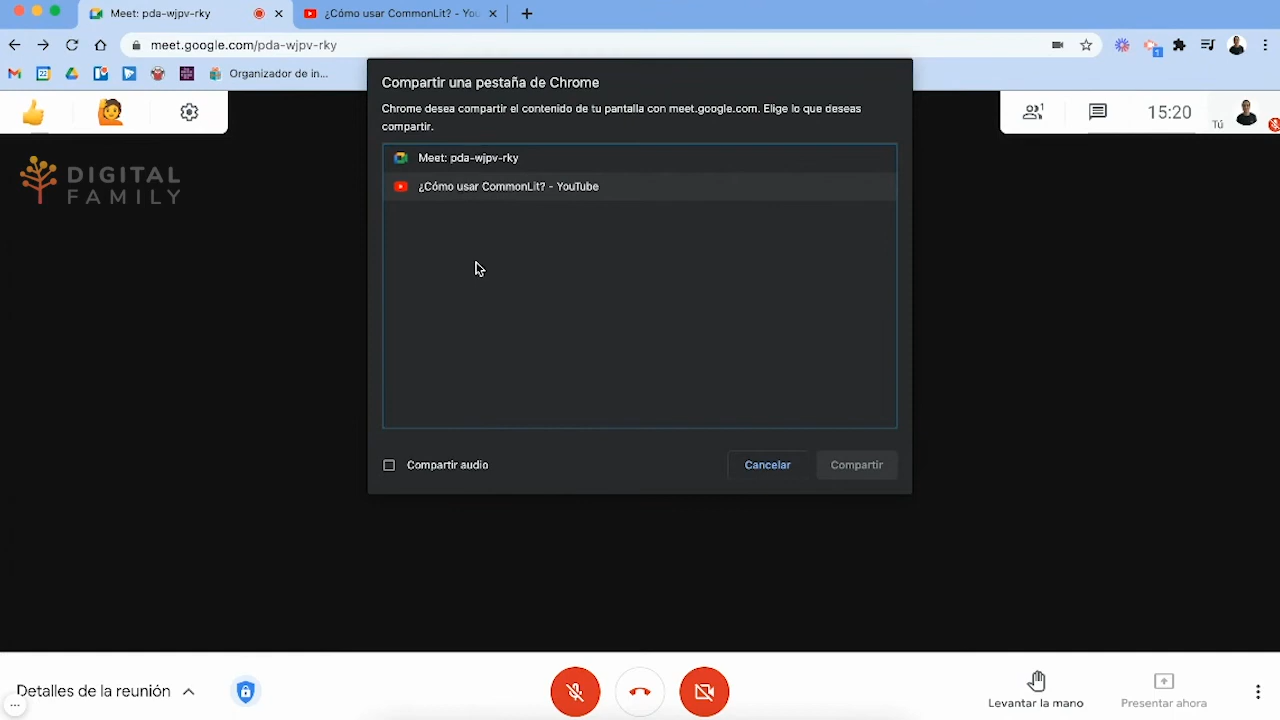 Meet: pda-wjpv-rky
¿Cómo usar CommonLit? - You
meet.google.com/pda-wjpv-rky
1
22
Organizador de in...
Compartir una pestaña de Chrome
Chrome desea compartir el contenido de tu pantalla con meet.google.com. Elige lo que deseas
compartir.
1
15:20
Tú
Meet: pda-wjpv-rky
¿Cómo usar CommonLit? - YouTube
DIGITAL
FAMILY
Compartir audio
Cancelar
Compartir
Detalles de la reunión
Levantar la mano
Presentar ahora